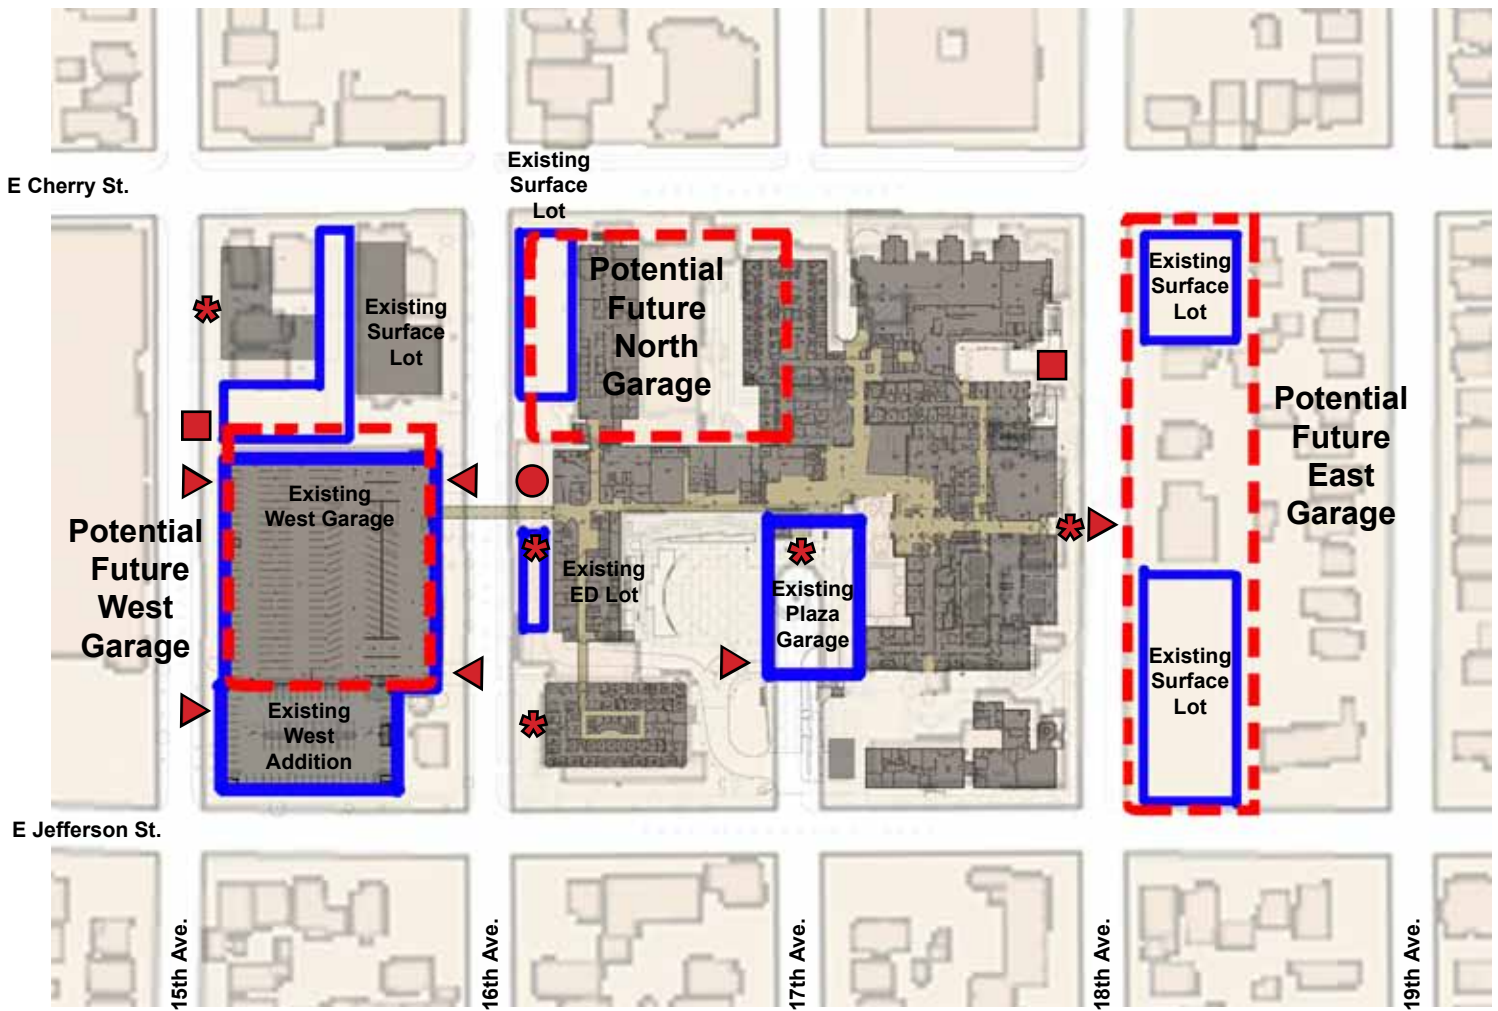 E Cherry St.
Existing
Surface
Lot
Existing
Surface
Lot
Potential
Future
North
Garage
Existing
Surface
Lot
Potential
Future
East
Garage
Existing
West Garage
Potential
Future
West
Garage
Existing
ED Lot
Existing
Plaza
Garage
Existing
Surface
Lot
Existing
West
Addition
E Jefferson St.
15th Ave.
16th Ave.
17th Ave.
18th Ave.
19th Ave.